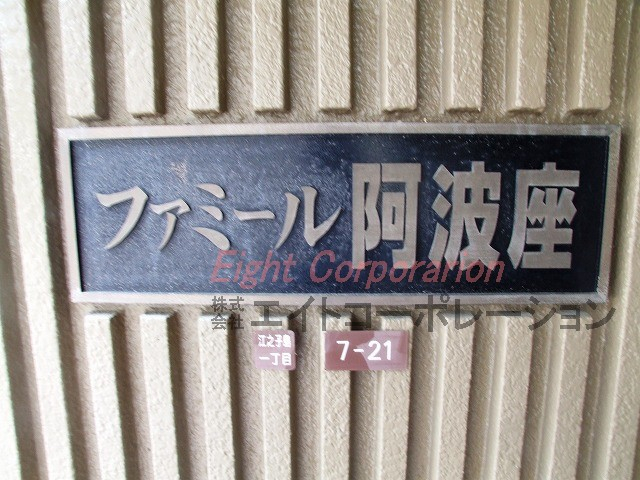 ファミール阿波座
Eight Corporarion
株式会社エイトコーポレーション
江之子島
一丁目
7-21